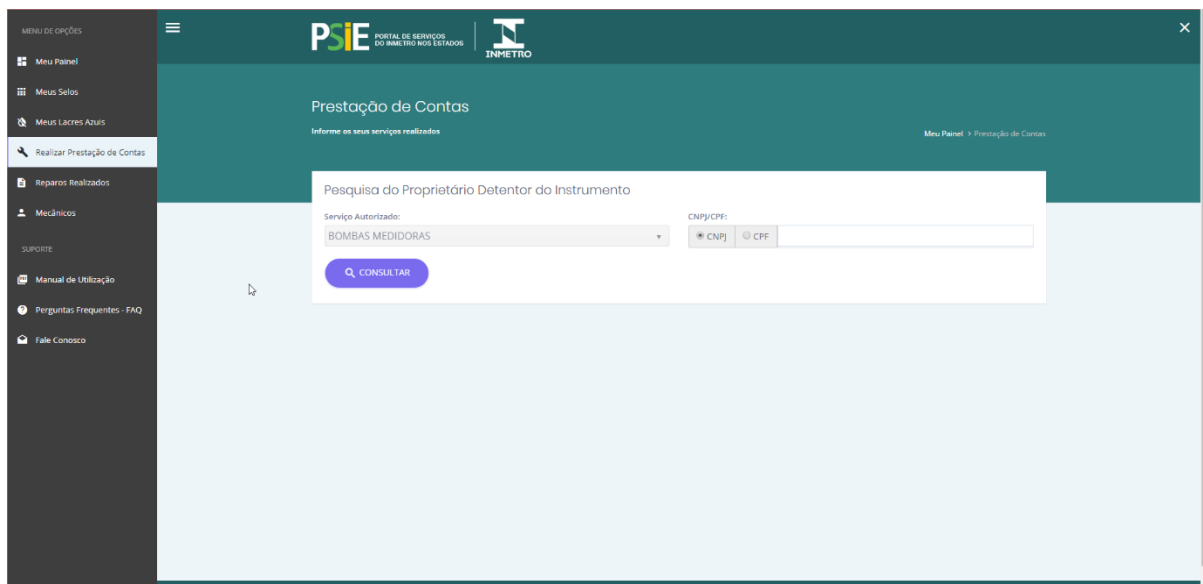 MENU DE OPÇÕES
Meu Painel
Meus Selos
Meus Lacres Azuis
Realizar Prestação de Contas
Reparos Realizados
Mecânicos
SUPORTE
Manual de Utilização
Perguntas Frequentes - FAQ
Fale Conosco
PSIE PORTAL DE SERVIÇOS
DO INMETRO NOS ESTADOS
INMETRO
Prestação de Contas
Informe os seus serviços realizados
Meu Painel > Prestação de Contas
Pesquisa do Proprietário Detentor do Instrumento
Serviço Autorizado:
BOMBAS MEDIDORAS
CNPJ/CPF:
CNPJ CPF
CONSULTAR